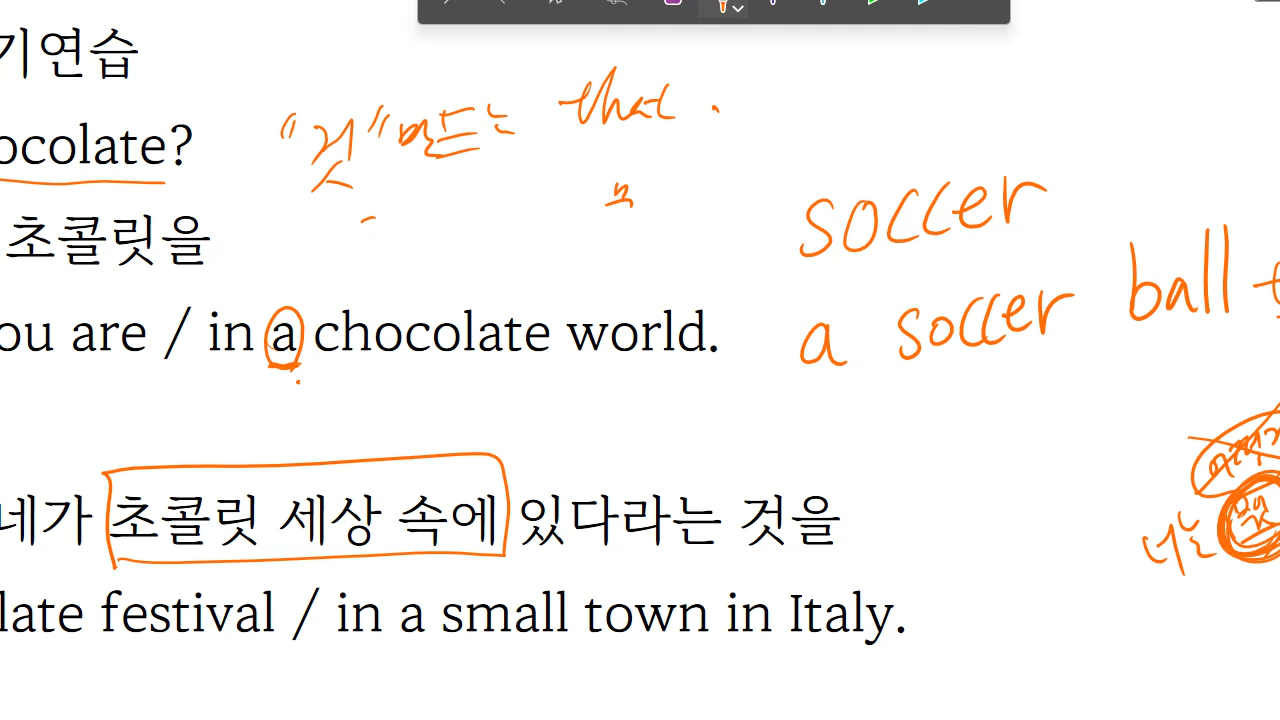 기연습
"것" 만드는 that .
ocolate?
soccer
초콜릿을
a soccer ball
ou are / in a chocolate world.
네가 초콜릿 세상 속에 있다라는 것을
너는
late festival / in a small town in Italy.